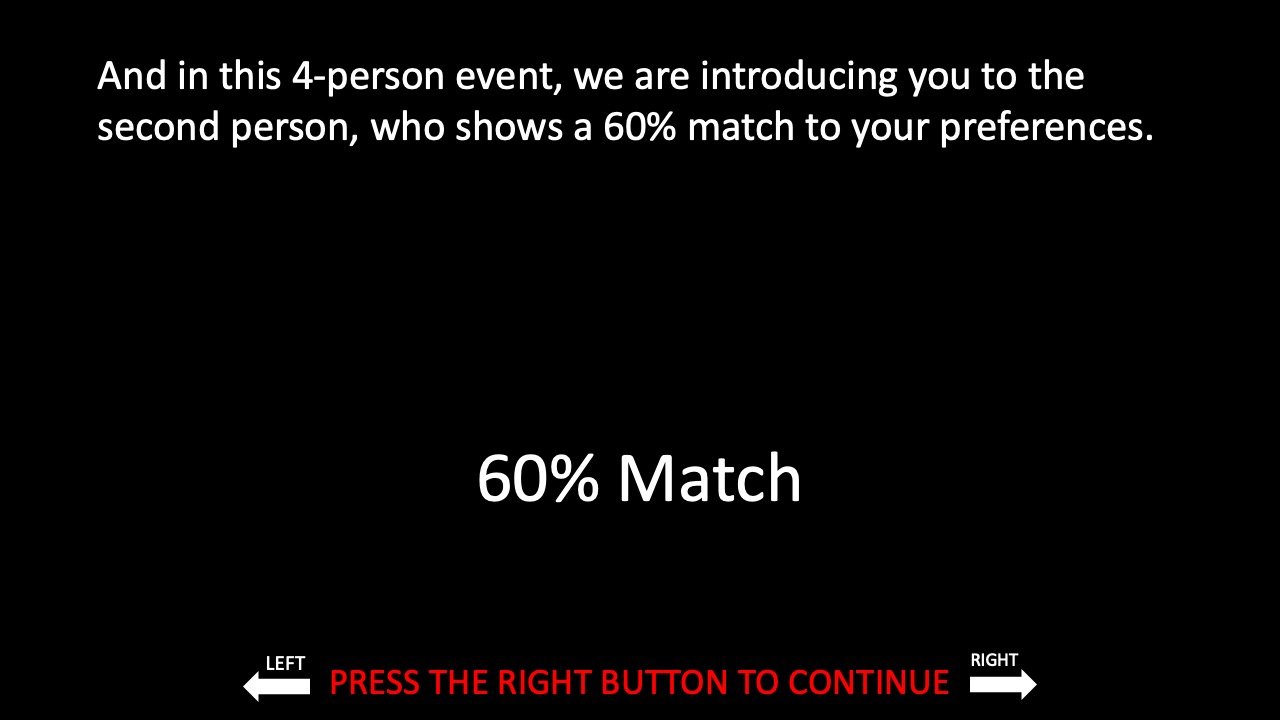 And in this 4-person event, we are introducing you to the
second person, who shows a 60% match to your preferences.
60% Match
LEFT
PRESS THE RIGHT BUTTON TO CONTINUE
RIGHT